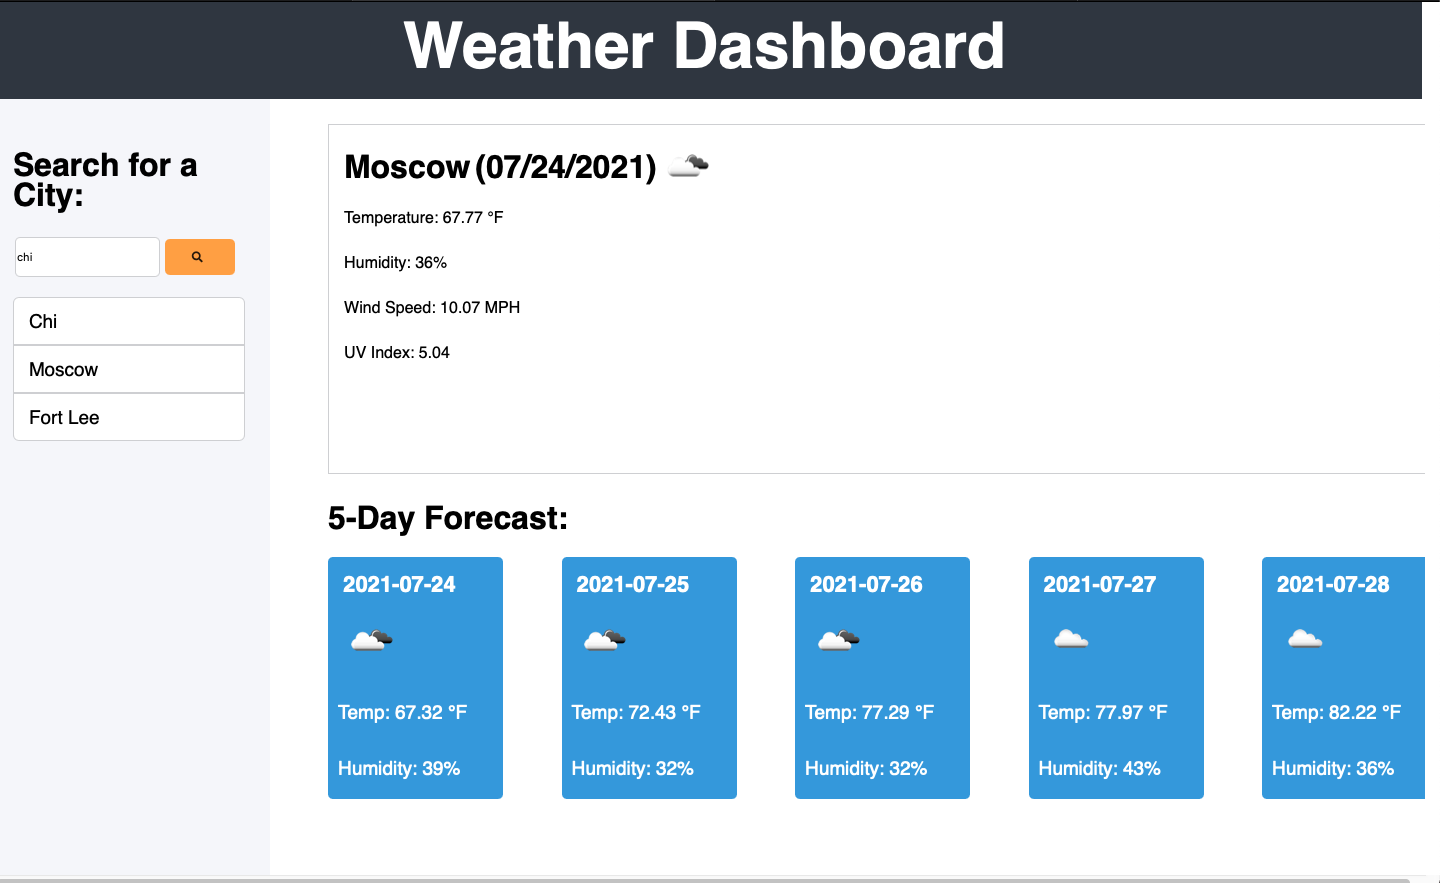 Weather Dashboard
Search for a
City:
chi
Chi
Moscow
Fort Lee
Moscow (07/24/2021)
Temperature: 67.77 °F
Humidity: 36%
Wind Speed: 10.07 MPH
UV Index: 5.04
5-Day Forecast:
2021-07-24
Temp: 67.32 °F
Humidity: 39%
2021-07-25
Temp: 72.43 °F
Humidity: 32%
2021-07-26
Temp: 77.29 °F
Humidity: 32%
2021-07-27
Temp: 77.97 °F
Humidity: 43%
2021-07-28
Temp: 82.22 °F
Humidity: 36%